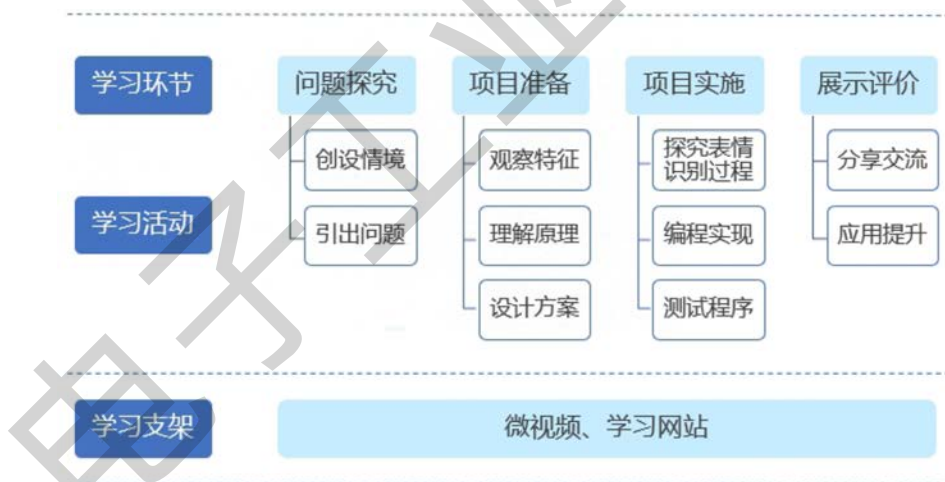 学习环节
问题探究
项目准备
项目实施
展示评价
创设情境
观察特征
探究表情
识别过程
分享交流
学习活动
引出问题
理解原理
编程实现
应用提升
设计方案
测试程序
学习支架
微视频、学习网站
电子工业